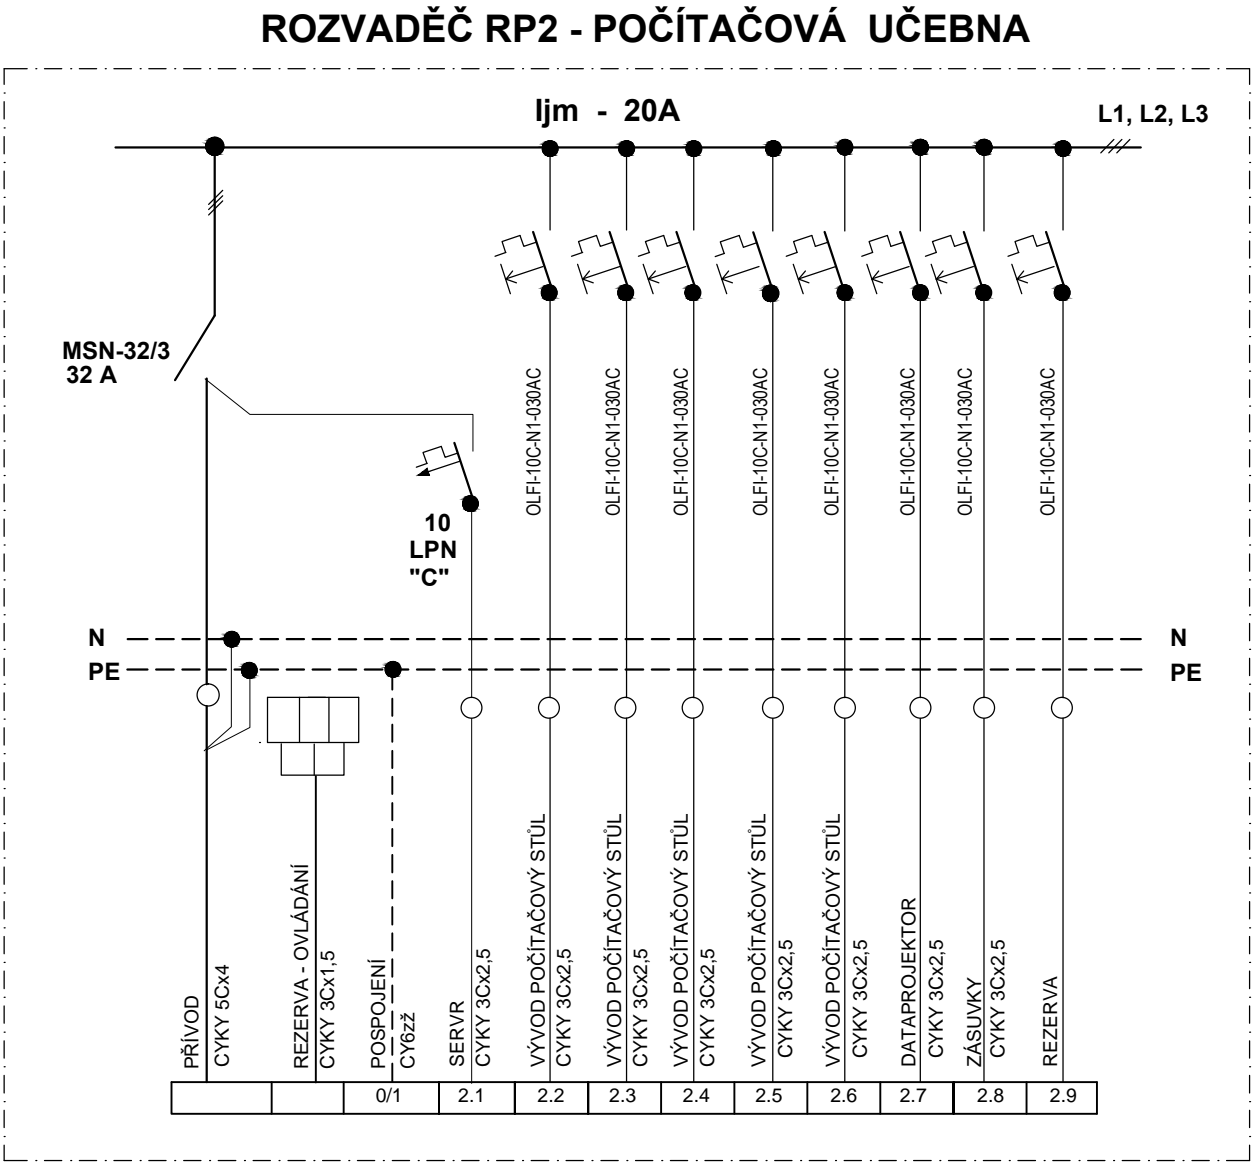 ROZVADĚČ RP2 - POČÍTAČOVÁ  UČEBNA
Ijm  -  20A
L1, L2, L3
MSN-32/3
32 A
OLFI-10C-N1-030AC
OLFI-10C-N1-030AC
OLFI-10C-N1-030AC
OLFI-10C-N1-030AC
OLFI-10C-N1-030AC
OLFI-10C-N1-030AC
OLFI-10C-N1-030AC
OLFI-10C-N1-030AC
10
LPN
"C"
N
N
PE
PE
PŘÍVOD
CYKY 5Cx4
REZERVA - OVLÁDÁNÍ
CYKY 3Cx1,5
POSPOJENÍ
CY6zž
SERVR
CYKY 3Cx2,5
VÝVOD POČÍTAČOVÝ STŮL
CYKY 3Cx2,5
VÝVOD POČÍTAČOVÝ STŮL
CYKY 3Cx2,5
VÝVOD POČÍTAČOVÝ STŮL
CYKY 3Cx2,5
VÝVOD POČÍTAČOVÝ STŮL
CYKY 3Cx2,5
VÝVOD POČÍTAČOVÝ STŮL
CYKY 3Cx2,5
DATAPROJEKTOR
CYKY 3Cx2,5
ZÁSUVKY
CYKY 3Cx2,5
REZERVA
0/1
2.1
2.2
2.3
2.4
2.5
2.6
2.7
2.8
2.9